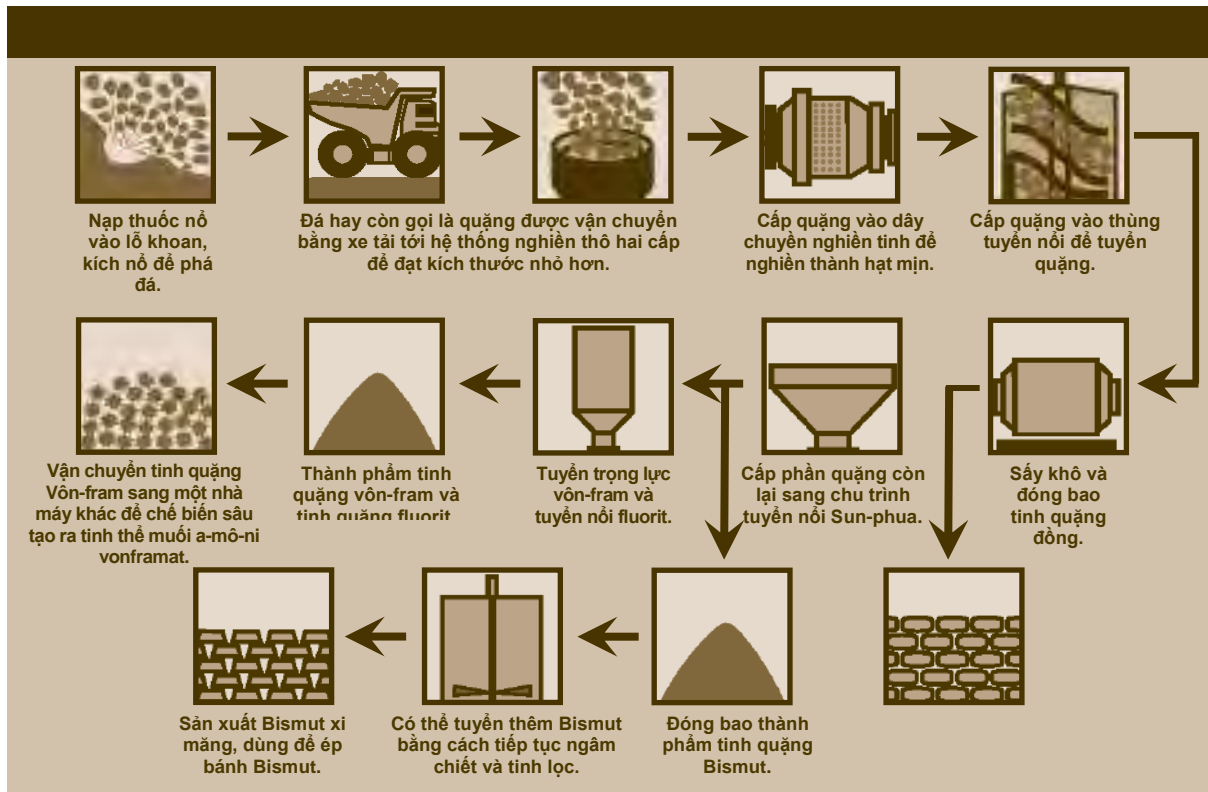 Nạp thuốc nổ
vào lỗ khoan,
kích nổ để phá
đá.
Đá hay còn gọi là quặng được vận chuyển
bằng xe tải tới hệ thống nghiền thô hai cấp
để đạt kích thước nhỏ hơn.
Cấp quặng vào dây
chuyền nghiền tinh để
nghiền thành hạt mịn.
Cấp quặng vào thùng
tuyển nổi để tuyển
quặng.
Vận chuyển tinh quặng
Vôn-fram sang một nhà
máy khác để chế biến sâu
tạo ra tinh thể muối a-mô-ni
vonframat.
Thành phẩm tinh
quặng vôn-fram và
tinh quặng fluorit
Tuyển trọng lực
vôn-fram và
tuyển nổi fluorit.
Cấp phần quặng còn
lại sang chu trình
tuyển nổi Sun-phua.
Sấy khô và
đóng bao
tinh quặng
đồng.
Sản xuất Bismut xi
măng, dùng để ép
bánh Bismut.
Có thể tuyển thêm Bismut
bằng cách tiếp tục ngâm
chiết và tinh lọc.
Đóng bao thành
phẩm tinh quặng
Bismut.